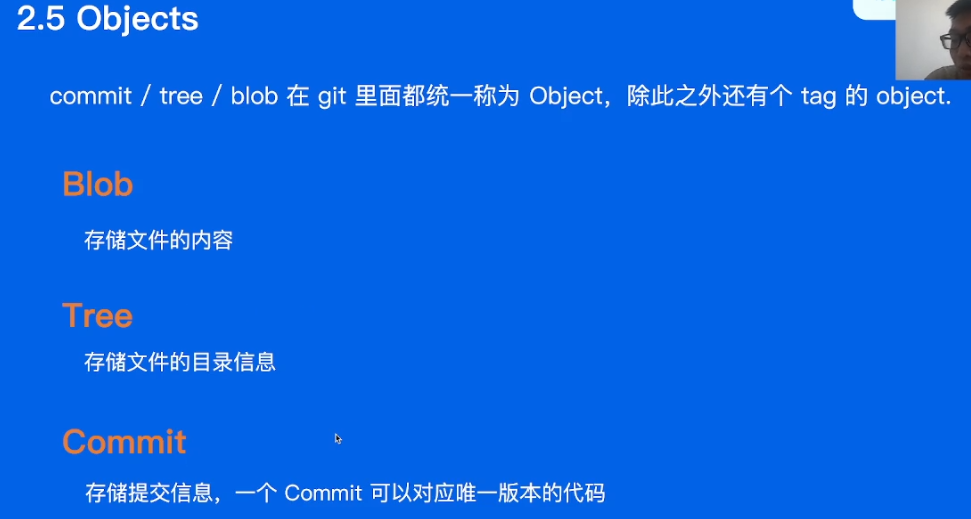 2.5 Objects
commit / tree / blob 在 git 里面都统一称为 Object，除此之外还有个 tag 的 object.
Blob
存储文件的内容
Tree
存储文件的目录信息
Commit
存储提交信息，一个 Commit 可以对应唯一版本的代码